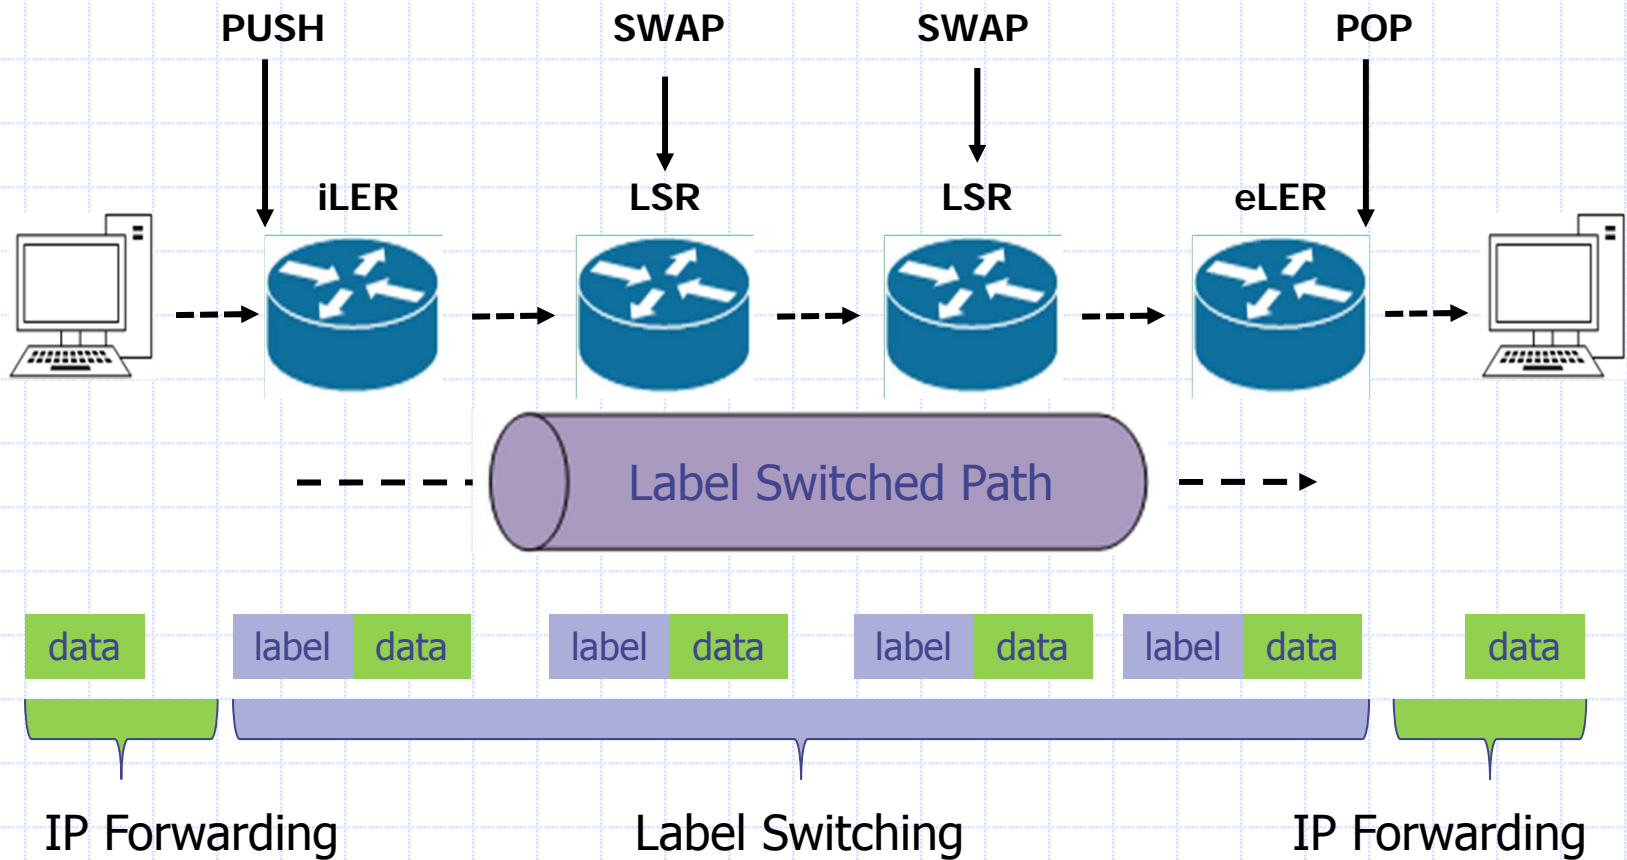 PUSH SWAP SWAP POP
iLER LSR LSR eLER
Label Switched Path
data label data label data label data label data data
IP Forwarding Label Switching IP Forwarding